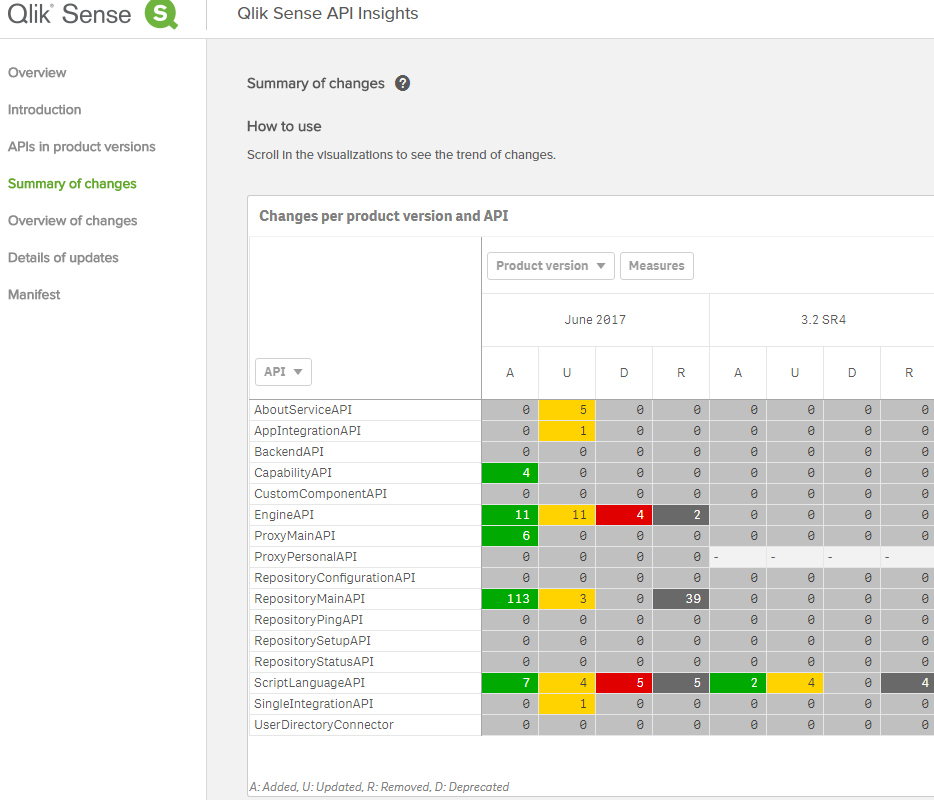 Qlik Sense S Qlik Sense API Insights
Overview
Introduction
APIs in product versions
Summary of changes
Overview of changes
Details of updates
Manifest
Summary of changes ?
How to use
Scroll in the visualizations to see the trend of changes.
Changes per product version and API
Product version Measures
June 2017 3.2 SR4
API A U D R A U D R
AboutServiceAPI 0 5 0 0 0 0 0 0
AppIntegrationAPI 0 1 0 0 0 0 0 0
BackendAPI 0 0 0 0 0 0 0 0
CapabilityAPI 4 0 0 0 0 0 0 0
CustomComponentAPI 0 0 0 0 0 0 0 0
EngineAPI 11 11 4 2 0 0 0 0
ProxyMainAPI 6 0 0 0 0 0 0 0
ProxyPersonalAPI 0 0 0 0 - - - -
RepositoryConfigurationAPI 0 0 0 0 0 0 0 0
RepositoryMainAPI 113 3 0 39 0 0 0 0
RepositoryPingAPI 0 0 0 0 0 0 0 0
RepositorySetupAPI 0 0 0 0 0 0 0 0
RepositoryStatusAPI 0 0 0 0 0 0 0 0
ScriptLanguageAPI 7 4 5 5 2 4 0 4
SingleIntegrationAPI 0 1 0 0 0 0 0 0
UserDirectoryConnector 0 0 0 0 0 0 0 0
A: Added, U: Updated, R: Removed, D: Deprecated